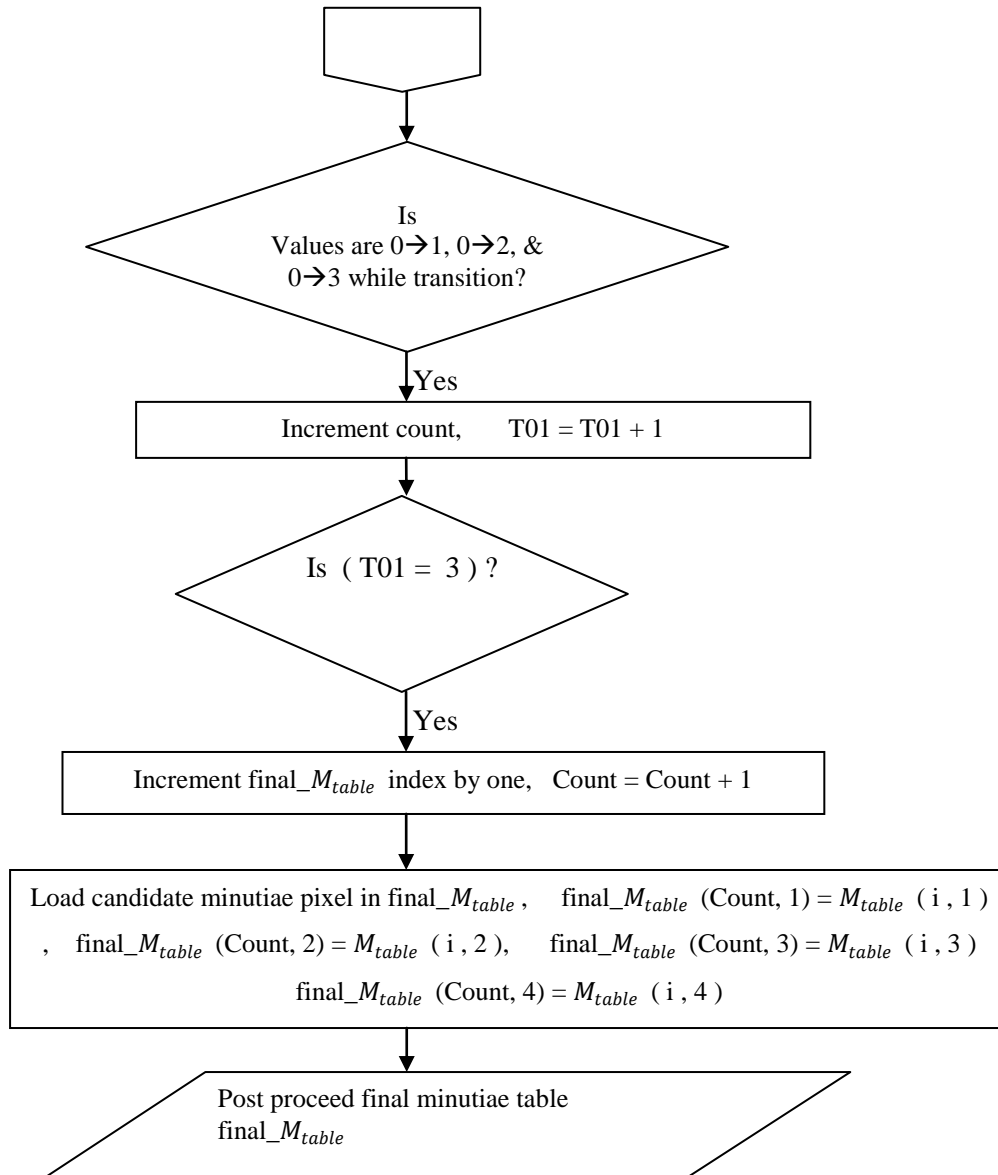 Is
Values are 0→1, 0→2, &
0→3 while transition?
Yes
Increment count, T01 = T01 + 1
Is ( T01 = 3 ) ?
Yes
Increment final_M_table index by one, Count = Count + 1
Load candidate minutiae pixel in final_M_table , final_M_table (Count, 1) = M_table ( i , 1 )
, final_M_table (Count, 2) = M_table ( i , 2 ), final_M_table (Count, 3) = M_table ( i , 3 )
final_M_table (Count, 4) = M_table ( i , 4 )
Post proceed final minutiae table
final_M_table